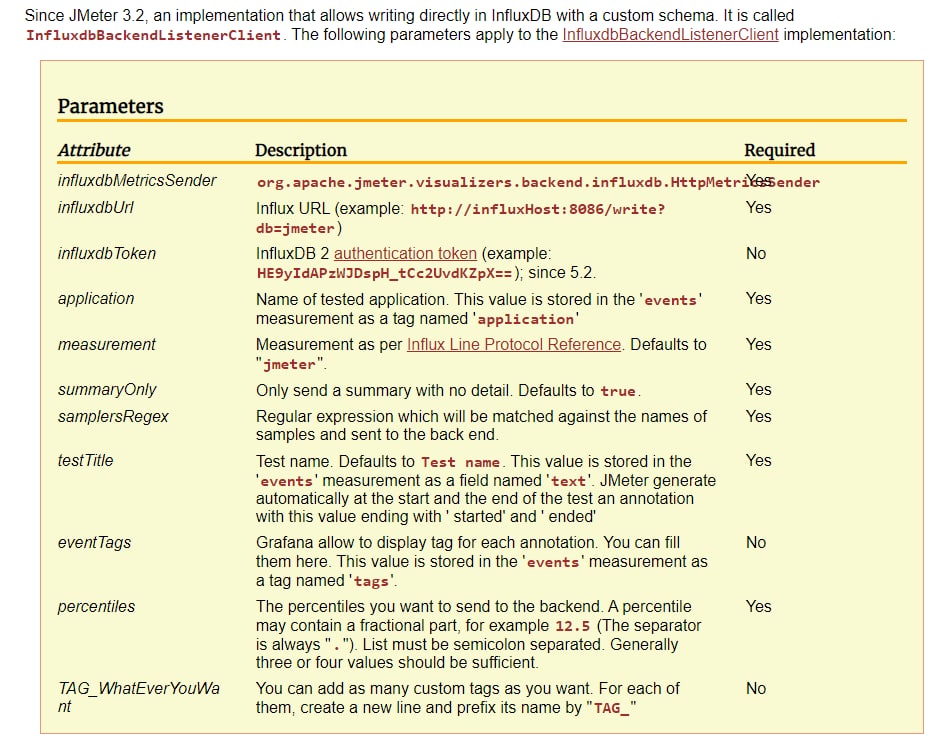 Since JMeter 3.2, an implementation that allows writing directly in InfluxDB with a custom schema. It is called
InfluxdbBackendListenerClient. The following parameters apply to the InfluxdbBackendListenerClient implementation:
Parameters
Attribute Description Required
influxdbMetricsSender org.apache.jmeter.visualizers.backend.influxdb.HttpMetricsSender Yes
influxdbUrl Influx URL (example: http://influxHost:8086/write? Yes
db=jmeter)
influxdbToken InfluxDB 2 authentication token (example: No
HE9yIdAPzWJDspH_tCc2UvdKZpX==); since 5.2.
application Name of tested application. This value is stored in the 'events' Yes
measurement as a tag named 'application'
measurement Measurement as per Influx Line Protocol Reference. Defaults to Yes
"jmeter".
summaryOnly Only send a summary with no detail. Defaults to true. Yes
samplersRegex Regular expression which will be matched against the names of Yes
samples and sent to the back end.
testTitle Test name. Defaults to Test name. This value is stored in the Yes
'events' measurement as a field named 'text'. JMeter generate
automatically at the start and the end of the test an annotation
with this value ending with ' started' and ' ended'
eventTags Grafana allow to display tag for each annotation. You can fill No
them here. This value is stored in the 'events' measurement as
a tag named 'tags'.
percentiles The percentiles you want to send to the backend. A percentile Yes
may contain a fractional part, for example 12.5 (The separator
is always "."). List must be semicolon separated. Generally
three or four values should be sufficient.
TAG_WhatEverYouWa You can add as many custom tags as you want. For each of No
nt them, create a new line and prefix its name by "TAG_"